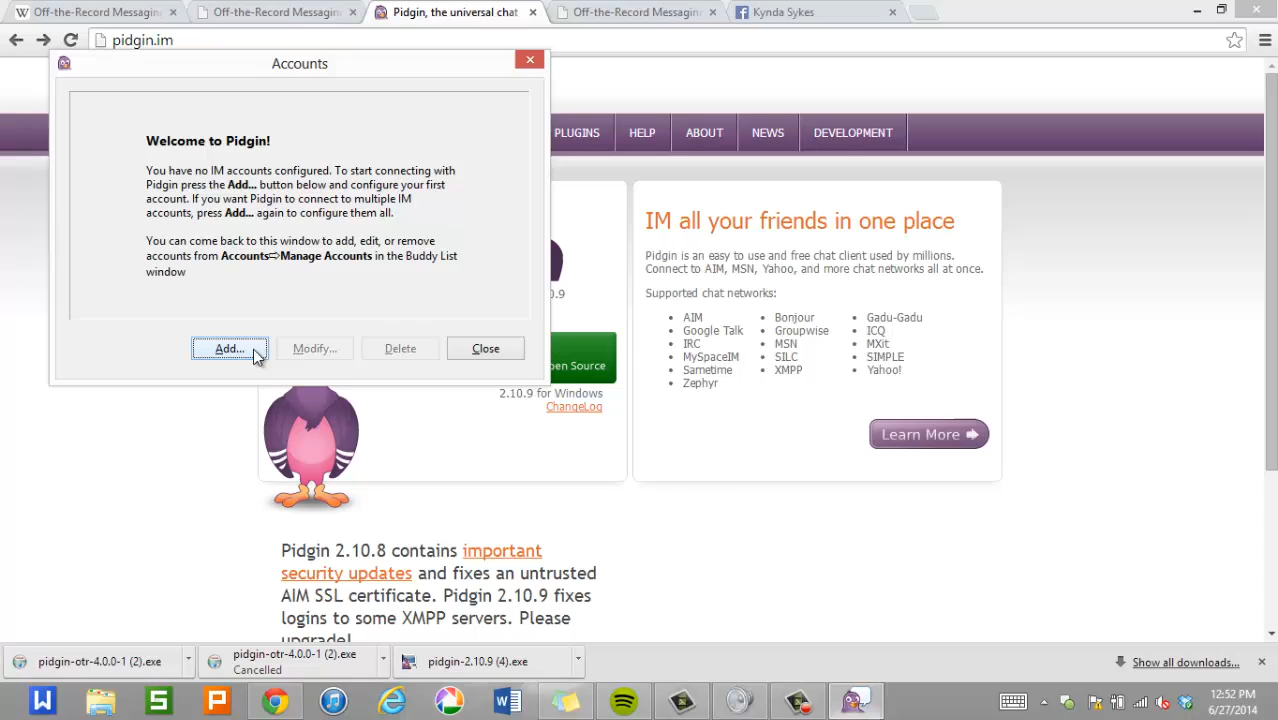 Off-the-Record Messagin
Off-the-Record Messagin
Pidgin, the universal chat
Off-the-Record Messagin
Kynda Sykes
pidgin.im
Accounts
Welcome to Pidgin!
You have no IM accounts configured. To start connecting with
Pidgin press the Add... button below and configure your first
account. If you want Pidgin to connect to multiple IM
accounts, press Add... again to configure them all.
You can come back to this window to add, edit, or remove
accounts from Accounts⇨Manage Accounts in the Buddy List
window
Add...
Modify...
Delete
Close
PLUGINS
HELP
ABOUT
NEWS
DEVELOPMENT
.9
en Source
2.10.9 for Windows
ChangeLog
IM all your friends in one place
Pidgin is an easy to use and free chat client used by millions.
Connect to AIM, MSN, Yahoo, and more chat networks all at once.
Supported chat networks:
AIM
Google Talk
IRC
MySpaceIM
Sametime
Zephyr
Bonjour
Groupwise
MSN
SILC
XMPP
Gadu-Gadu
ICQ
MXit
SIMPLE
Yahoo!
Learn More
Pidgin 2.10.8 contains important
security updates and fixes an untrusted
AIM SSL certificate. Pidgin 2.10.9 fixes
logins to some XMPP servers. Please
upgrade!
pidgin-otr-4.0.0-1 (2).exe
pidgin-otr-4.0.0-1 (2).exe
Cancelled
pidgin-2.10.9 (4).exe
Show all downloads...
12:52 PM
6/27/2014